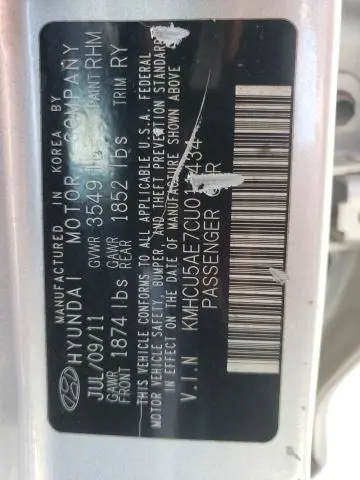 MANUFACTURED IN KOREA BY
HYUNDAI MOTOR COMPANY
JUL/09/11 GVWR 3549 PAINT RHM
GAWR FRONT 1874 lbs GAWR REAR 1852 lbs TRIM RY
THIS VEHICLE CONFORMS TO ALL APPLICABLE U.S.A. FEDERAL
MOTOR VEHICLE SAFETY, BUMPER, AND THEFT PREVENTION STANDARDS
IN EFFECT ON THE DATE OF MANUFACTURE SHOWN ABOVE
V.I.N KMHCU5AE7CU0
PASSENGER